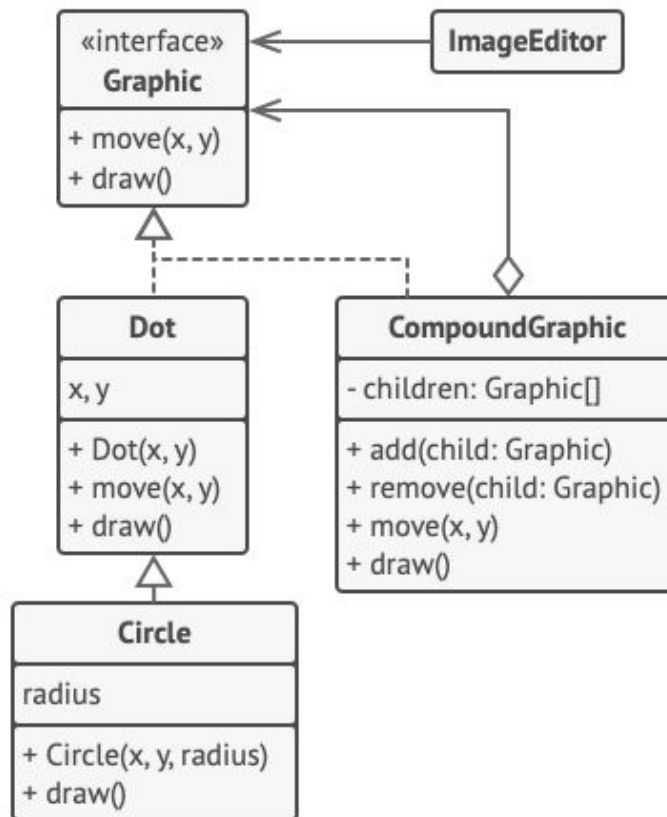 «interface»
Graphic
+ move(x, y)
+ draw()
ImageEditor
Dot
x, y
+ Dot(x, y)
+ move(x, y)
+ draw()
CompoundGraphic
- children: Graphic[]
+ add(child: Graphic)
+ remove(child: Graphic)
+ move(x, y)
+ draw()
Circle
radius
+ Circle(x, y, radius)
+ draw()